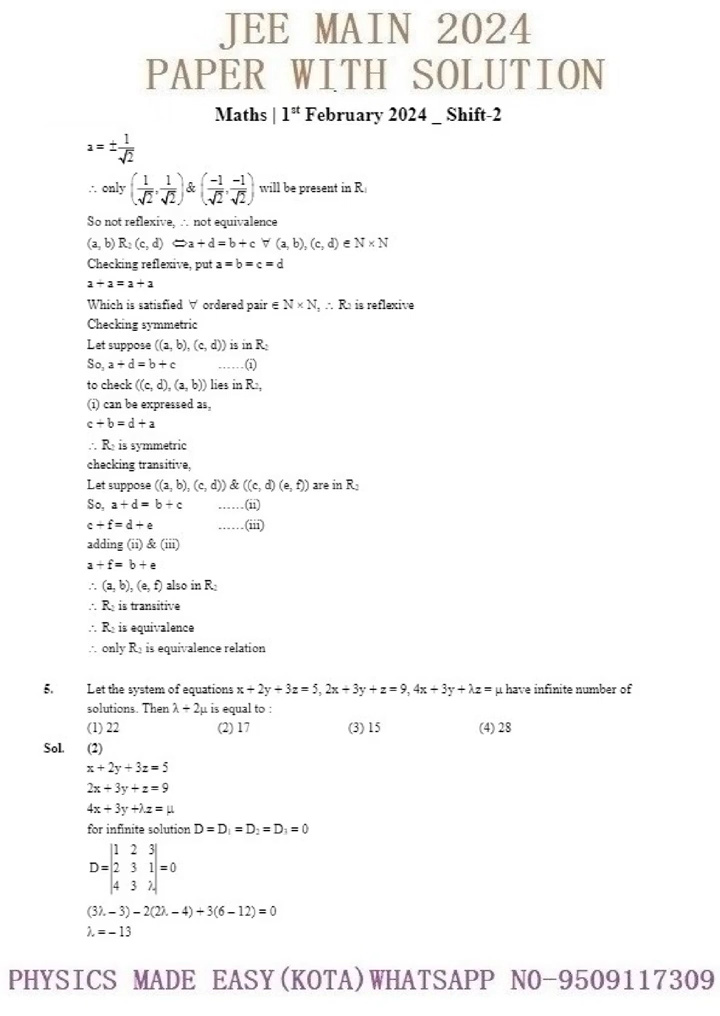 JEE MAIN 2024
PAPER WITH SOLUTION
Maths | 1st February 2024 _ Shift-2
a = ±1/√2
∴ only (1/√2, 1/√2) & (−1/√2, −1/√2) will be present in R₁
So not reflexive, ∴ not equivalence
(a, b) R₂ (c, d) ⇔ a + d = b + c ∀ (a, b), (c, d) ∈ N × N
Checking reflexive, put a = b = c = d
a + a = a + a
Which is satisfied ∀ ordered pair ∈ N × N, ∴ R₂ is reflexive
Checking symmetric
Let suppose ((a, b), (c, d)) is in R₂
So, a + d = b + c ……(i)
to check ((c, d), (a, b)) lies in R₂,
(i) can be expressed as,
c + b = d + a
∴ R₂ is symmetric
checking transitive,
Let suppose ((a, b), (c, d)) & ((c, d) (e, f)) are in R₂
So, a + d = b + c ……(ii)
c + f = d + e ……(iii)
adding (ii) & (iii)
a + f = b + e
∴ (a, b), (e, f) also in R₂
∴ R₂ is transitive
∴ R₂ is equivalence
∴ only R₂ is equivalence relation
5. Let the system of equations x + 2y + 3z = 5, 2x + 3y + z = 9, 4x + 3y + λz = μ have infinite number of
solutions. Then λ + 2μ is equal to :
(1) 22 (2) 17 (3) 15 (4) 28
Sol. (2)
x + 2y + 3z = 5
2x + 3y + z = 9
4x + 3y +λz = μ
for infinite solution D = D₁ = D₂ = D₃ = 0
|1 2 3|
D=|2 3 1|=0
|4 3 λ|
(3λ – 3) – 2(2λ – 4) + 3(6 – 12) = 0
λ = – 13
PHYSICS MADE EASY(KOTA)WHATSAPP NO-9509117309